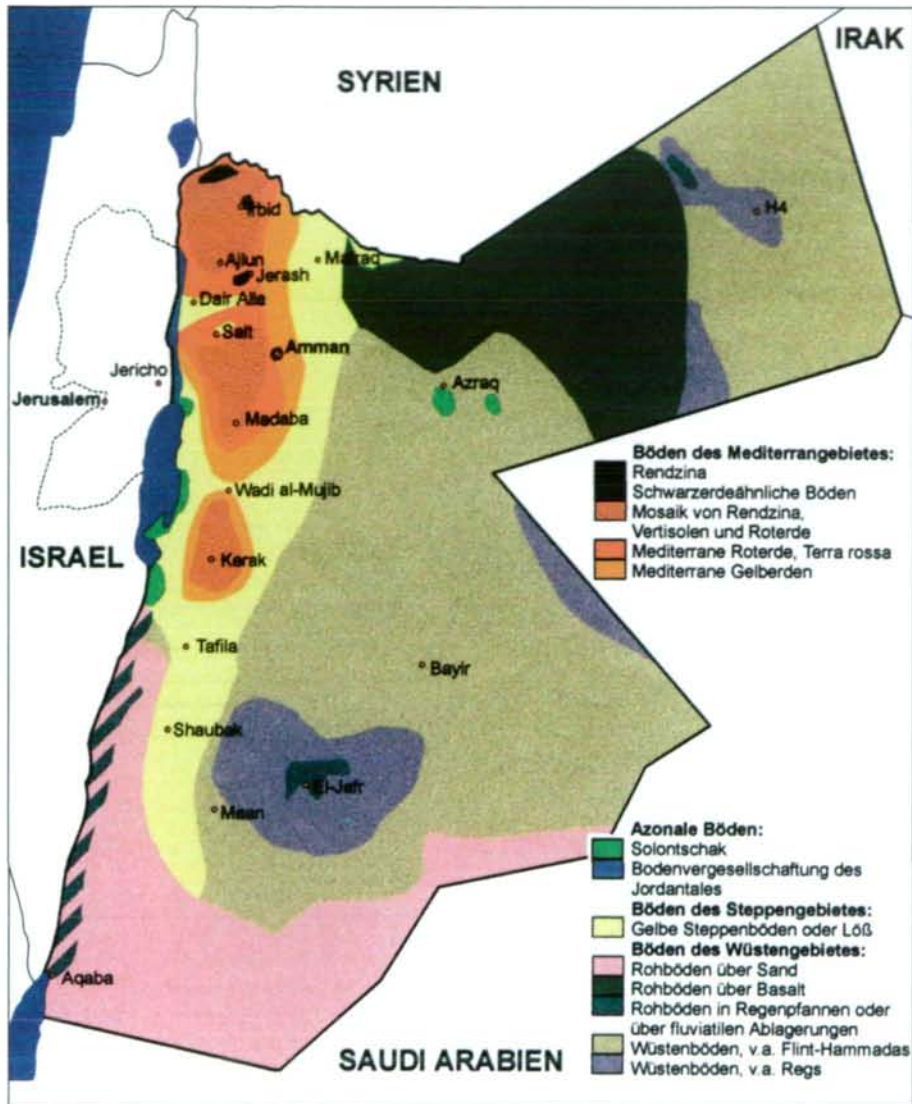 IRAK
SYRIEN
Irbid
H4
Ajlun
Mafraq
Jerash
Dair Alla
Salt
Amman
Jericho
Azraq
Jerusalem
Madaba
Wadi al-Mujib
ISRAEL
Kerak
Tafila
Bayir
Shaubak
El-Jafr
Maan
Aqaba
SAUDI ARABIEN
Böden des Mediterrangebietes:
Rendzina
Schwarzerdeähnliche Böden
Mosaik von Rendzina,
Vertisolen und Roterde
Mediterrane Roterde, Terra rossa
Mediterrane Gelberden
Azonale Böden:
Solontschak
Bodenvergesellschaftung des
Jordantales
Böden des Steppengebietes:
Gelbe Steppenböden oder Löß
Böden des Wüstengebietes:
Rohböden über Sand
Rohböden über Basalt
Rohböden in Regenpfannen oder
über fluviatilen Ablagerungen
Wüstenböden, v.a. Flint-Hammadas
Wüstenböden, v.a. Regs